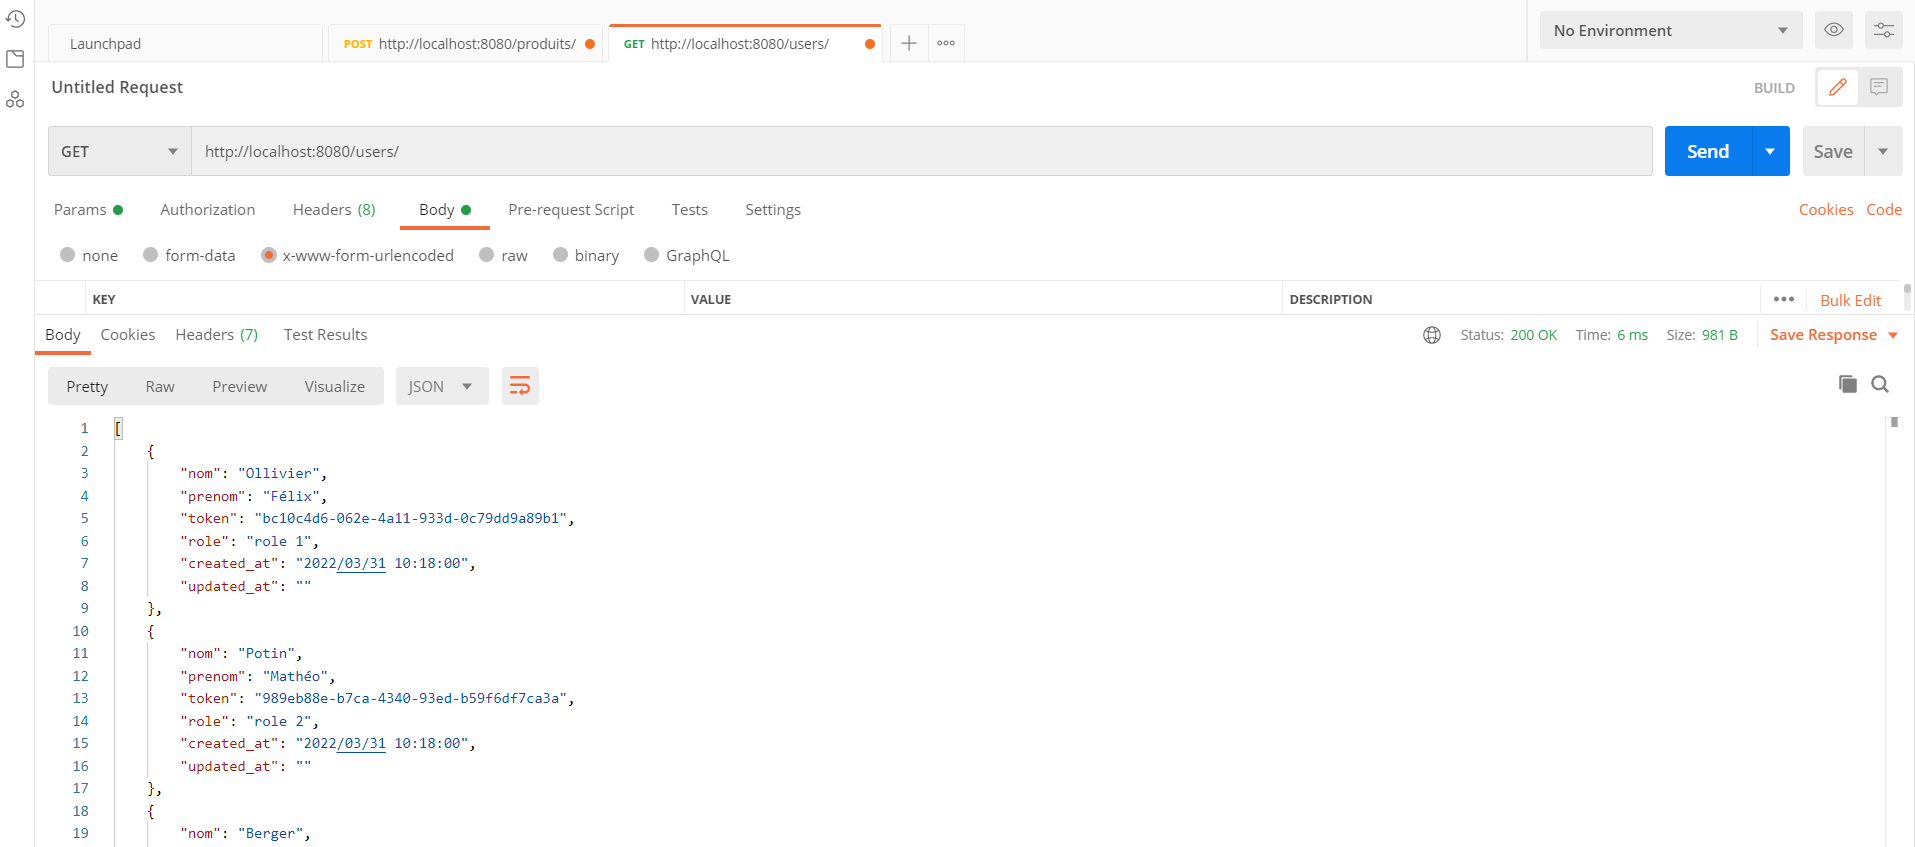 Launchpad
POST http://localhost:8080/produits/
GET http://localhost:8080/users/
No Environment
Untitled Request
BUILD
GET http://localhost:8080/users/
Send
Save
Params Authorization Headers (8) Body Pre-request Script Tests Settings
Cookies Code
none form-data x-www-form-urlencoded raw binary GraphQL
KEY VALUE DESCRIPTION Bulk Edit
Body Cookies Headers (7) Test Results
Status: 200 OK Time: 6 ms Size: 981 B Save Response
Pretty Raw Preview Visualize JSON
1 [
2 {
3 "nom": "Ollivier",
4 "prenom": "Félix",
5 "token": "bc10c4d6-062e-4a11-933d-0c79dd9a89b1",
6 "role": "role 1",
7 "created_at": "2022/03/31 10:18:00",
8 "updated_at": ""
9 },
10 {
11 "nom": "Potin",
12 "prenom": "Mathéo",
13 "token": "989eb88e-b7ca-4340-93ed-b59f6df7ca3a",
14 "role": "role 2",
15 "created_at": "2022/03/31 10:18:00",
16 "updated_at": ""
17 },
18 {
19 "nom": "Berger",